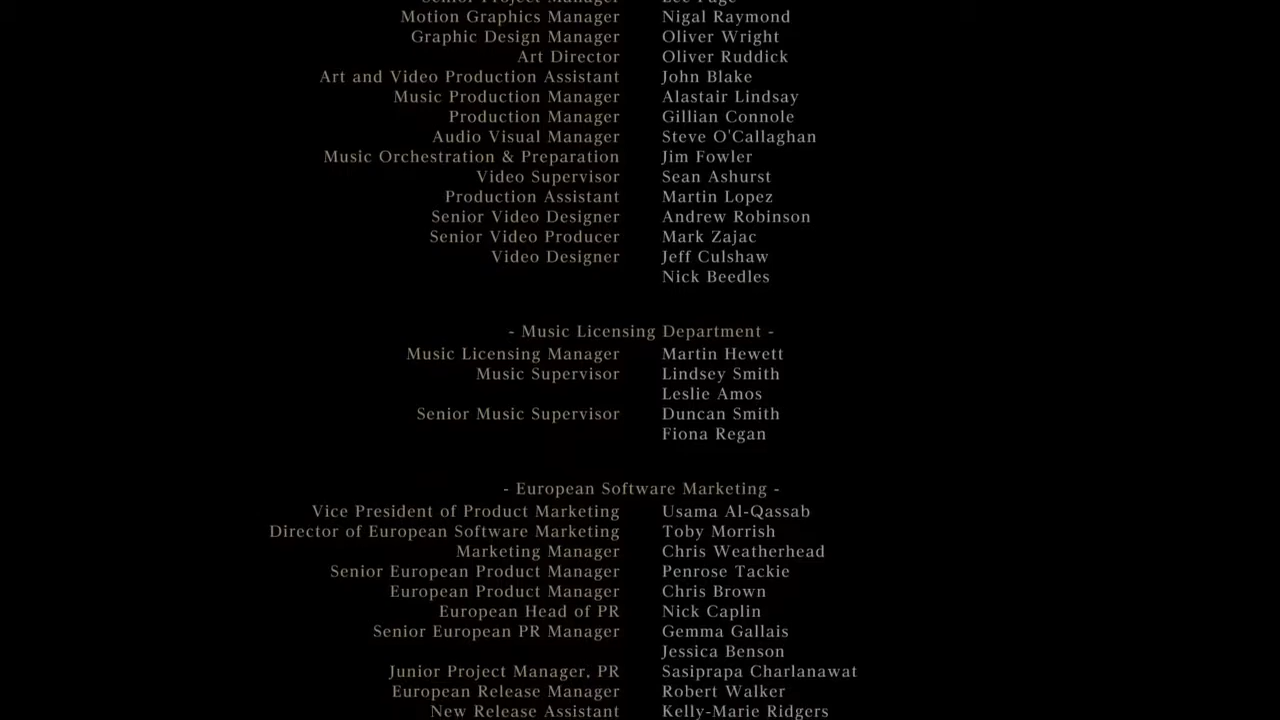 Motion Graphics Manager Nigal Raymond
Graphic Design Manager Oliver Wright
Art Director Oliver Ruddick
Art and Video Production Assistant John Blake
Music Production Manager Alastair Lindsay
Production Manager Gillian Connole
Audio Visual Manager Steve O'Callaghan
Music Orchestration & Preparation Jim Fowler
Video Supervisor Sean Ashurst
Production Assistant Martin Lopez
Senior Video Designer Andrew Robinson
Senior Video Producer Mark Zajac
Video Designer Jeff Culshaw
Nick Beedles
- Music Licensing Department -
Music Licensing Manager Martin Hewett
Music Supervisor Lindsey Smith
Leslie Amos
Senior Music Supervisor Duncan Smith
Fiona Regan
- European Software Marketing -
Vice President of Product Marketing Usama Al-Qassab
Director of European Software Marketing Toby Morrish
Marketing Manager Chris Weatherhead
Senior European Product Manager Penrose Tackie
European Product Manager Chris Brown
European Head of PR Nick Caplin
Senior European PR Manager Gemma Gallais
Jessica Benson
Junior Project Manager, PR Sasiprapa Charlanawat
European Release Manager Robert Walker
New Release Assistant Kelly-Marie Ridgers